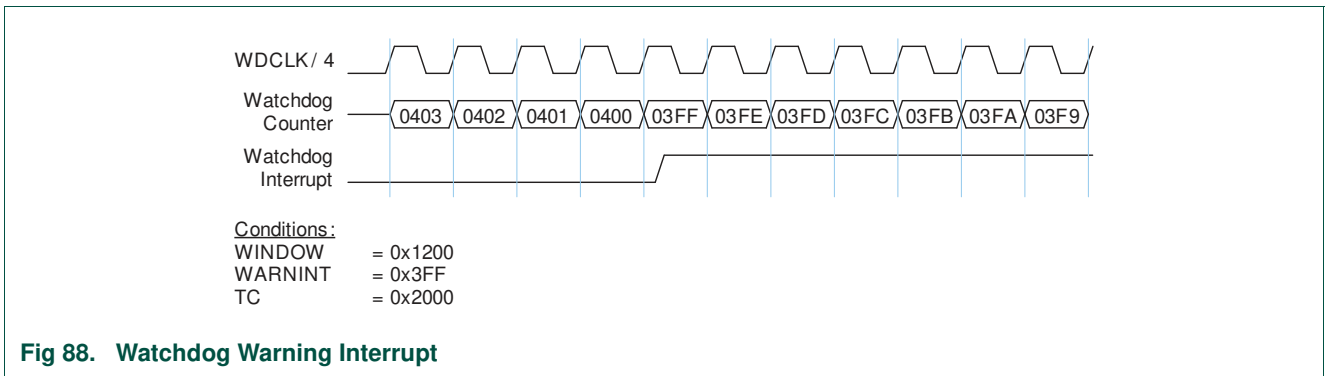 WDCLK / 4
Watchdog
Counter
0403 0402 0401 0400 03FF 03FE 03FD 03FC 03FB 03FA 03F9
Watchdog
Interrupt
Conditions :
WINDOW = 0x1200
WARNINT = 0x3FF
TC = 0x2000
Fig 88. Watchdog Warning Interrupt